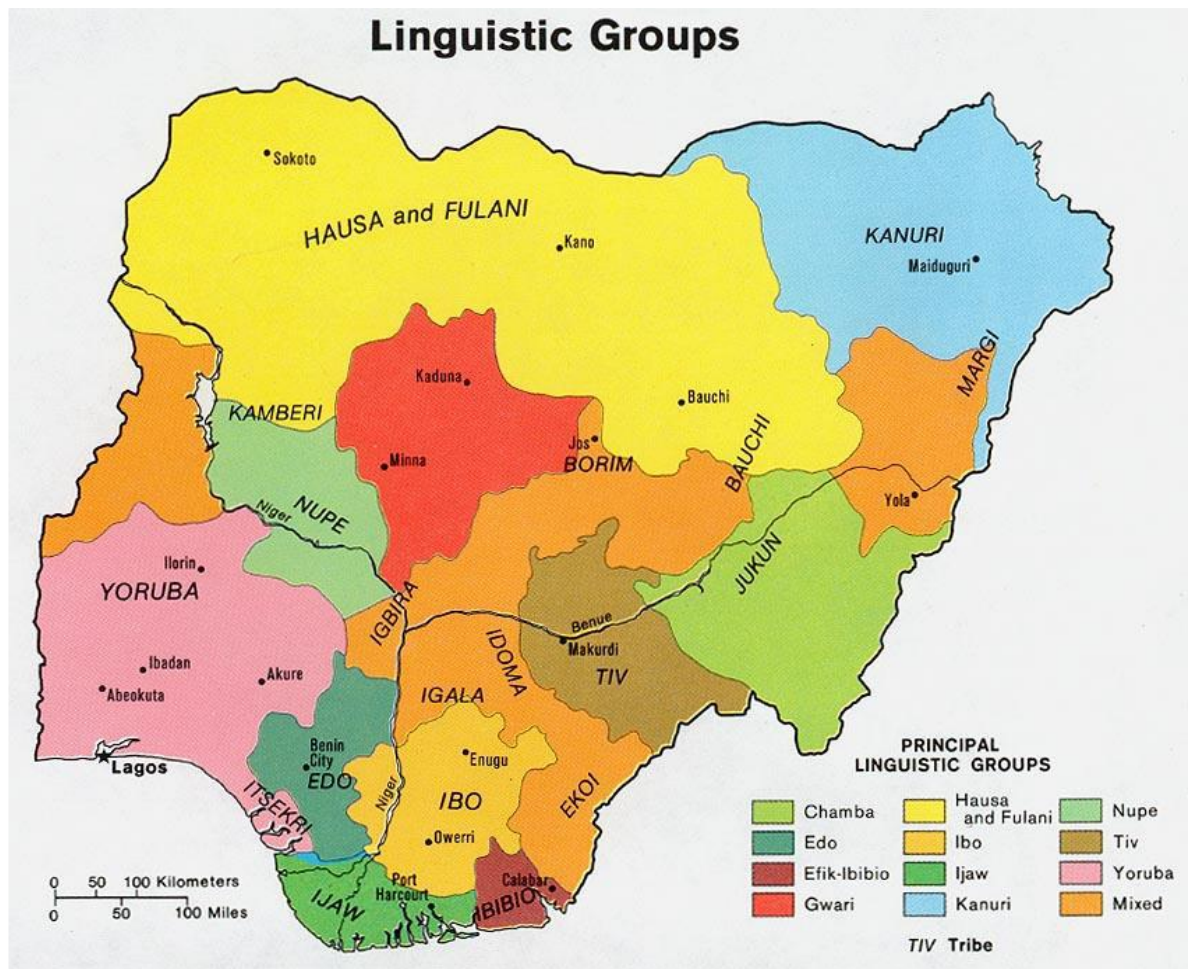 Linguistic Groups
Sokoto
HAUSA and FULANI
Kano
KANURI
Maiduguri
MARGI
Kaduna
Bauchi
KAMBERI
BAUCHI
Jos
BORIM
Minna
Yola
NUPE
Niger
JUKUN
Ilorin
YORUBA
IGBIRA
Benue
Makurdi
IDOMA
TIV
Ibadan
Akure
Abeokuta
IGALA
Benin
City
EDO
Enugu
Lagos
ITSEKRI
Niger
IBO
EKOI
Owerri
Port
Harcourt
Calabar
IJAW
IBIBIO
0 50 100 Kilometers
0 50 100 Miles
PRINCIPAL
LINGUISTIC GROUPS
Chamba
Edo
Efik-Ibibio
Gwari
Hausa
and Fulani
Ibo
Ijaw
Kanuri
Nupe
Tiv
Yoruba
Mixed
TIV Tribe